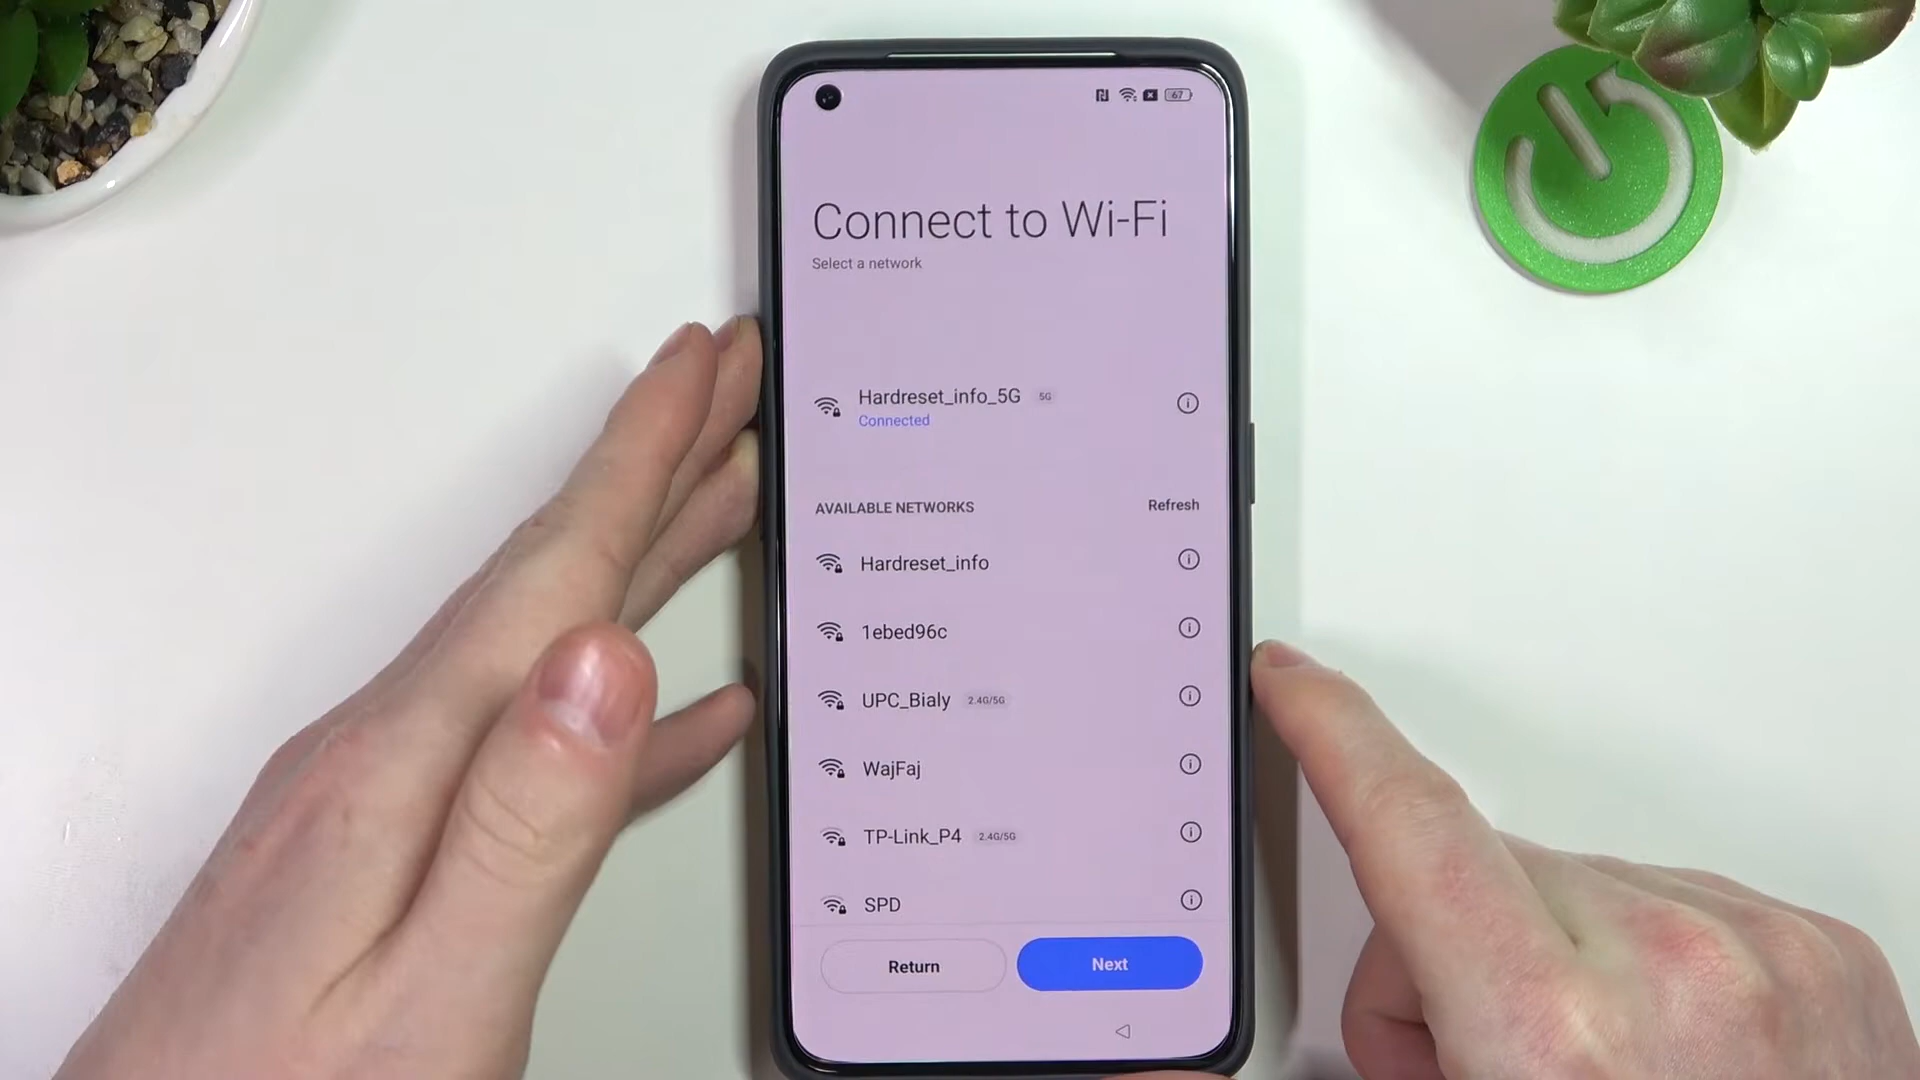 67
Connect to Wi-Fi
Select a network
Hardreset_info_5G 5G
Connected
AVAILABLE NETWORKS Refresh
Hardreset_info
1ebed96c
UPC_Bialy 2.4G/5G
WajFaj
TP-Link_P4 2.4G/5G
SPD
Return Next